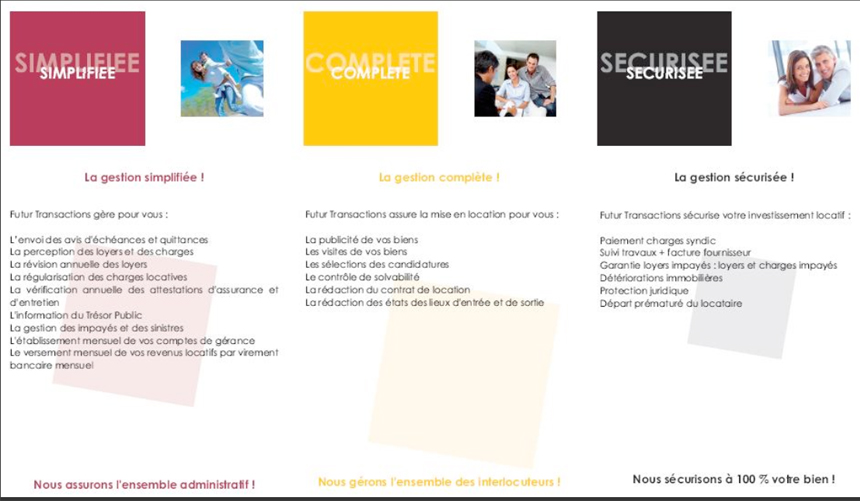 SIMPLIFIEE
SIMPLIFIEE
La gestion simplifiée !
Futur Transactions gère pour vous :
L'envoi des avis d'échéances et quittances
La perception des loyers et des charges
La révision annuelle des loyers
La régularisation des charges locatives
La vérification annuelle des attestations d'assurance et
d'entretien
L'information du Trésor Public
La gestion des impayés et des sinistres
L'établissement mensuel de vos comptes de gérance
Le versement mensuel de vos revenus locatifs par virement
bancaire mensuel
Nous assurons l'ensemble administratif !
COMPLETE
COMPLETE
La gestion complète !
Futur Transactions assure la mise en location pour vous :
La publicité de vos biens
Les visites de vos biens
Les sélections des candidatures
Le contrôle de solvabilité
La rédaction du contrat de location
La rédaction des états des lieux d'entrée et de sortie
Nous gérons l'ensemble des interlocuteurs !
SECURISEE
SECURISEE
La gestion sécurisée !
Futur Transactions sécurise votre investissement locatif :
Paiement charges syndic
Suivi travaux + facture fournisseur
Garantie loyers impayés : loyers et charges impayés
Détériorations immobilières
Protection juridique
Départ prématuré du locataire
Nous sécurisons à 100 % votre bien !